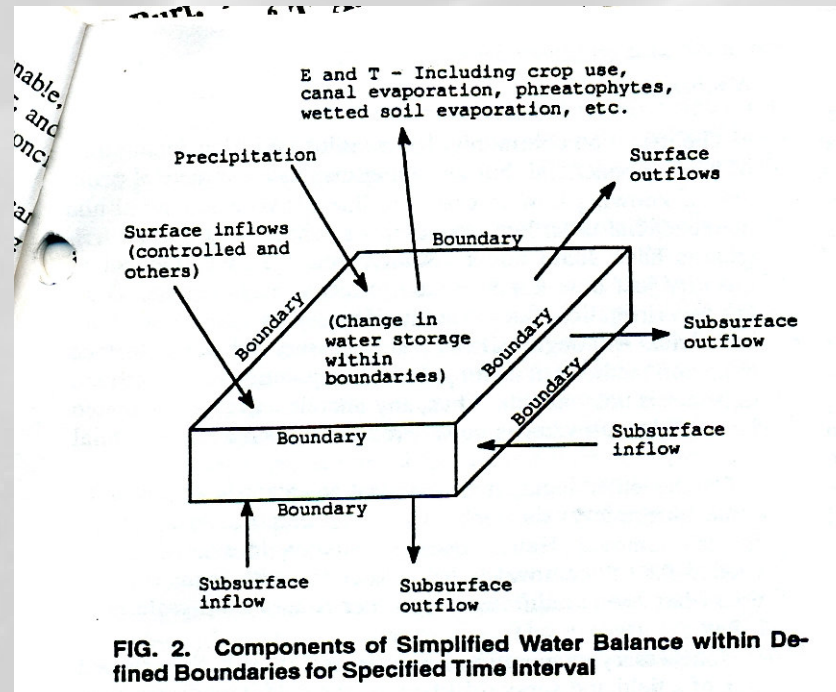 nable,
and
E and T - Including crop use,
canal evaporation, phreatophytes,
wetted soil evaporation, etc.
Precipitation
Surface
outflows
Surface inflows
(controlled and
others)
Boundary
Boundary
(Change in
water storage
within
boundaries)
Boundary
Subsurface
outflow
Boundary
Boundary
Subsurface
inflow
Boundary
Subsurface
inflow
Subsurface
outflow
FIG. 2. Components of Simplified Water Balance within De-
fined Boundaries for Specified Time Interval